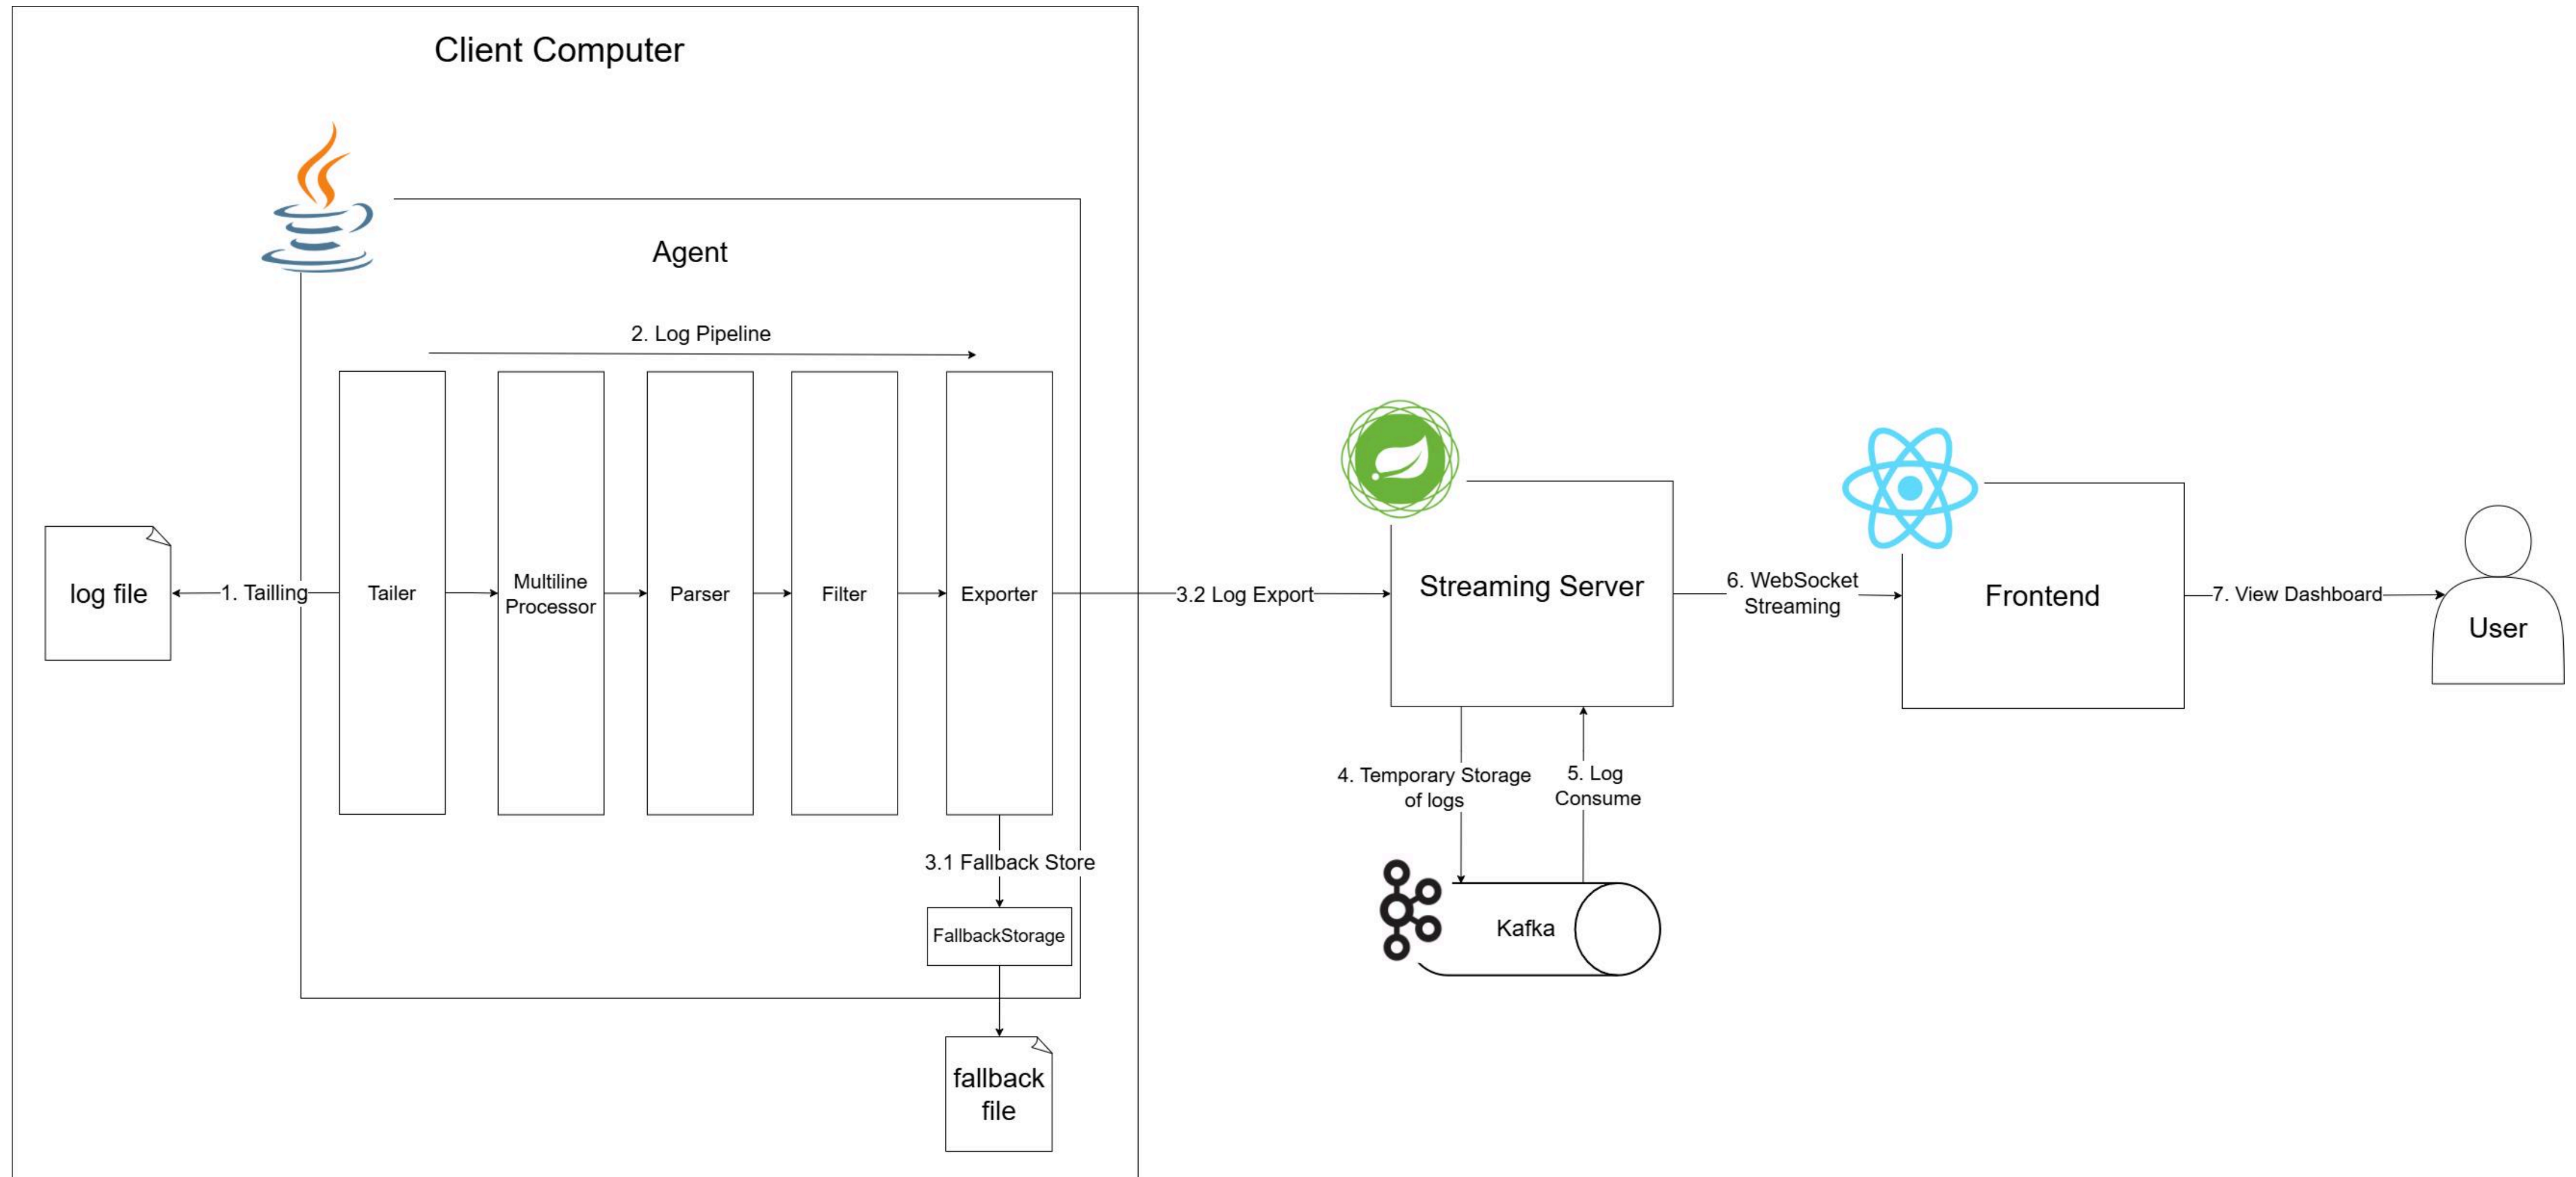 Client Computer
Agent
2. Log Pipeline
log file
1. Tailling
Tailer
Multiline
Processor
Parser
Filter
Exporter
3.2 Log Export
Streaming Server
6. WebSocket
Streaming
Frontend
7. View Dashboard
User
4. Temporary Storage
of logs
5. Log
Consume
3.1 Fallback Store
FallbackStorage
Kafka
fallback
file